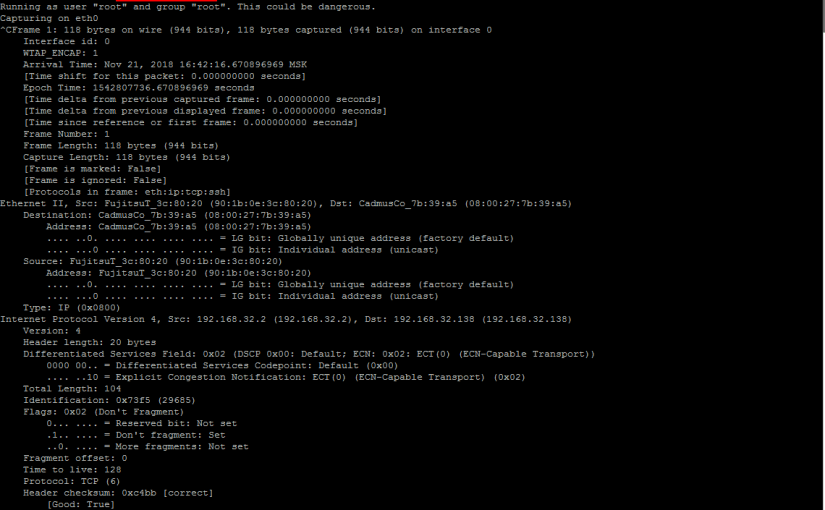 Running as user "root" and group "root". This could be dangerous.
Capturing on eth0
^CFrame 1: 118 bytes on wire (944 bits), 118 bytes captured (944 bits) on interface 0
    Interface id: 0
    WTAP_ENCAP: 1
    Arrival Time: Nov 21, 2018 16:42:16.670896969 MSK
    [Time shift for this packet: 0.000000000 seconds]
    Epoch Time: 1542807736.670896969 seconds
    [Time delta from previous captured frame: 0.000000000 seconds]
    [Time delta from previous displayed frame: 0.000000000 seconds]
    [Time since reference or first frame: 0.000000000 seconds]
    Frame Number: 1
    Frame Length: 118 bytes (944 bits)
    Capture Length: 118 bytes (944 bits)
    [Frame is marked: False]
    [Frame is ignored: False]
    [Protocols in frame: eth:ip:tcp:ssh]
Ethernet II, Src: FujitsuT_3c:80:20 (90:1b:0e:3c:80:20), Dst: CadmusCo_7b:39:a5 (08:00:27:7b:39:a5)
    Destination: CadmusCo_7b:39:a5 (08:00:27:7b:39:a5)
        Address: CadmusCo_7b:39:a5 (08:00:27:7b:39:a5)
        .... ..0. .... .... .... .... = LG bit: Globally unique address (factory default)
        .... ...0 .... .... .... .... = IG bit: Individual address (unicast)
    Source: FujitsuT_3c:80:20 (90:1b:0e:3c:80:20)
        Address: FujitsuT_3c:80:20 (90:1b:0e:3c:80:20)
        .... ..0. .... .... .... .... = LG bit: Globally unique address (factory default)
        .... ...0 .... .... .... .... = IG bit: Individual address (unicast)
    Type: IP (0x0800)
Internet Protocol Version 4, Src: 192.168.32.2 (192.168.32.2), Dst: 192.168.32.138 (192.168.32.138)
    Version: 4
    Header length: 20 bytes
    Differentiated Services Field: 0x02 (DSCP 0x00: Default; ECN: 0x02: ECT(0) (ECN-Capable Transport))
        0000 00.. = Differentiated Services Codepoint: Default (0x00)
        .... ..10 = Explicit Congestion Notification: ECT(0) (ECN-Capable Transport) (0x02)
    Total Length: 104
    Identification: 0x73f5 (29685)
    Flags: 0x02 (Don't Fragment)
        0... .... = Reserved bit: Not set
        .1.. .... = Don't fragment: Set
        ..0. .... = More fragments: Not set
    Fragment offset: 0
    Time to live: 128
    Protocol: TCP (6)
    Header checksum: 0xc4bb [correct]
        [Good: True]